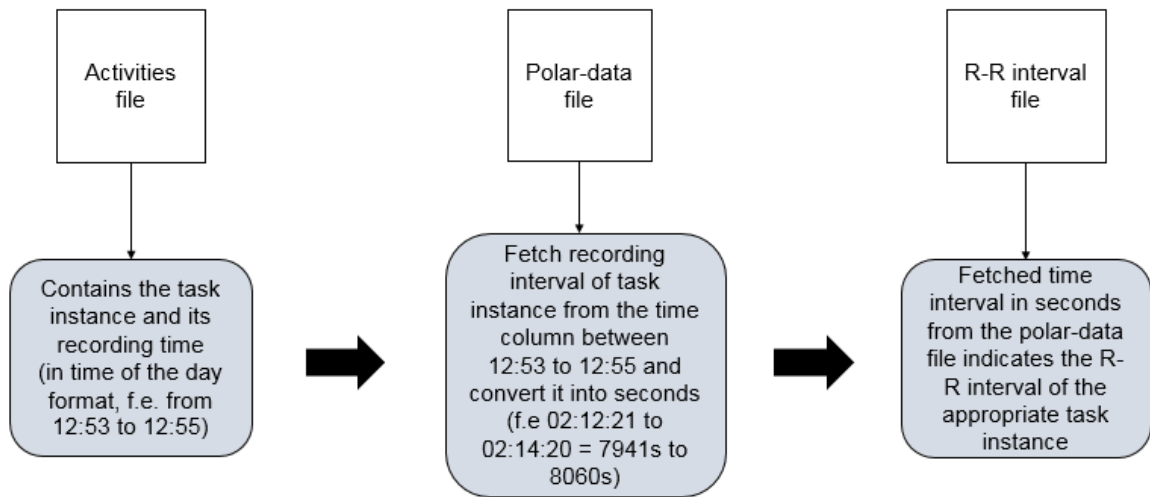 Activities
file
Polar-data
file
R-R interval
file
Contains the task
instance and its
recording time
(in time of the day
format, f.e. from
12:53 to 12:55)
Fetch recording
interval of task
instance from the time
column between
12:53 to 12:55 and
convert it into seconds
(f.e 02:12:21 to
02:14:20 = 7941s to
8060s)
Fetched time
interval in seconds
from the polar-data
file indicates the R-
R interval of the
appropriate task
instance